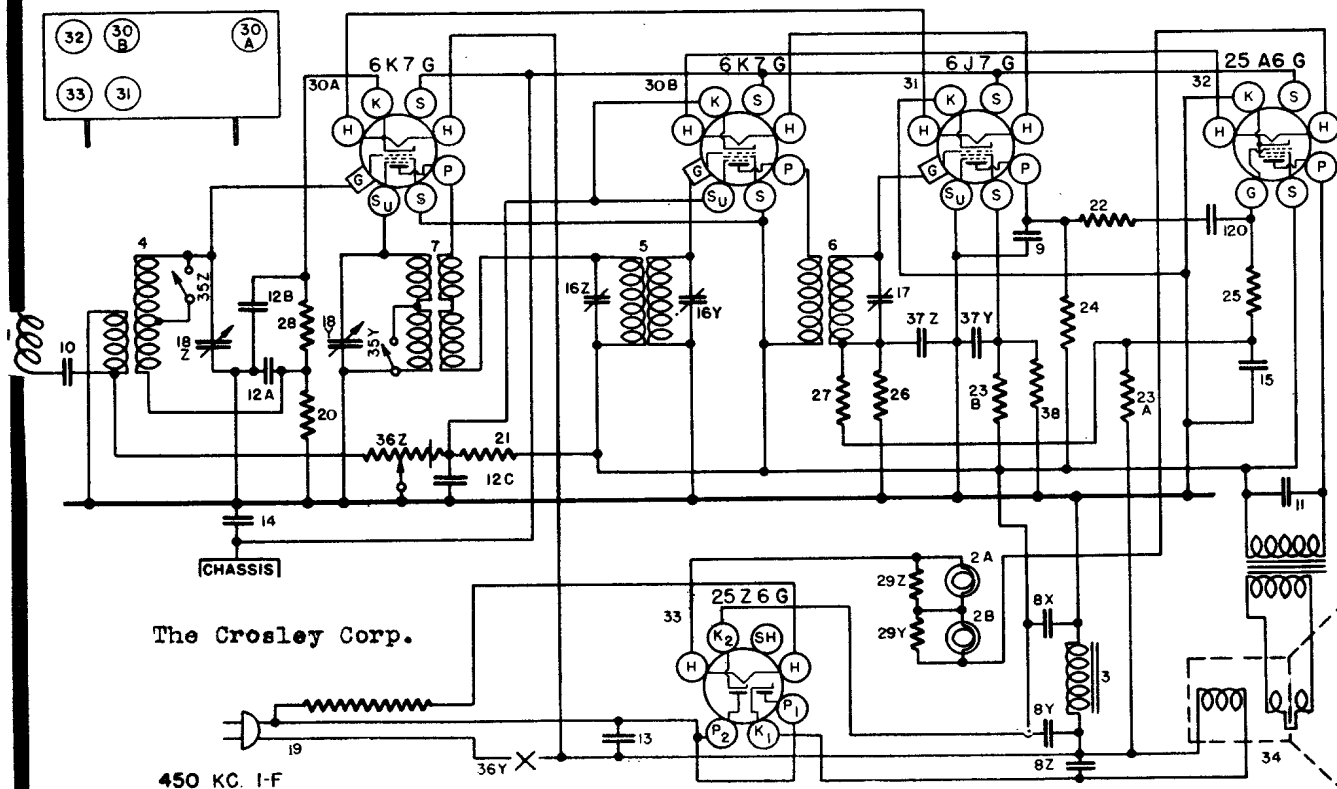 32 30 B 30 A
33 31
6K7G 6K7G 6J7G 25A6G
30A 30B 31 32
K S K S K S K S
H H H H H H H H
G P G P G P P
SU S SU S SU S G S
4 7 5 6 9 22 120
35Z 12B 28 18 Y 35Y 16Z 16Y 17 24 25
10 18 Z 12A 20 37Z 37Y 15
27 26 23 B 38 23 A
36Z 21
12C
14 11
CHASSIS
25Z6G 2A
33 29Z
The Crosley Corp. K2 SH 29Y 2B 8X
H H 3
P1
P2 K1 8Y
19 13 34
36Y 8Z
450 KC. I-F